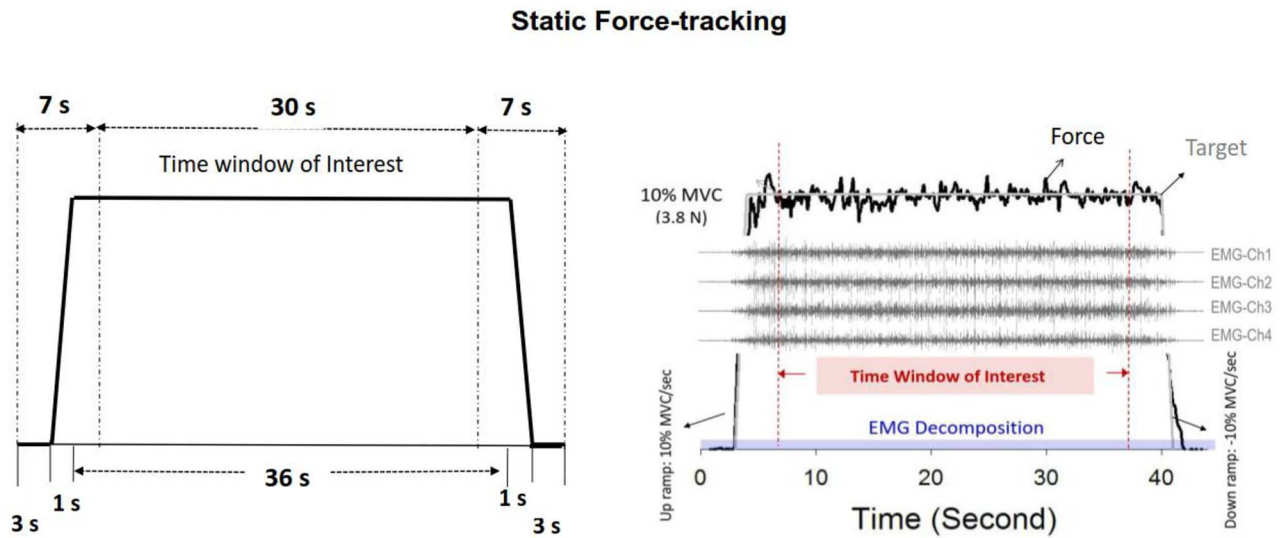 Static Force-tracking
7 s
30 s
7 s
Time window of Interest
36 s
1 s
1 s
3 s
3 s
Force
Target
10% MVC
(3.8 N)
EMG-Ch1
EMG-Ch2
EMG-Ch3
EMG-Ch4
Time Window of Interest
EMG Decomposition
Up ramp: 10% MVC/sec
Down ramp: -10% MVC/sec
0
10
20
30
40
Time (Second)